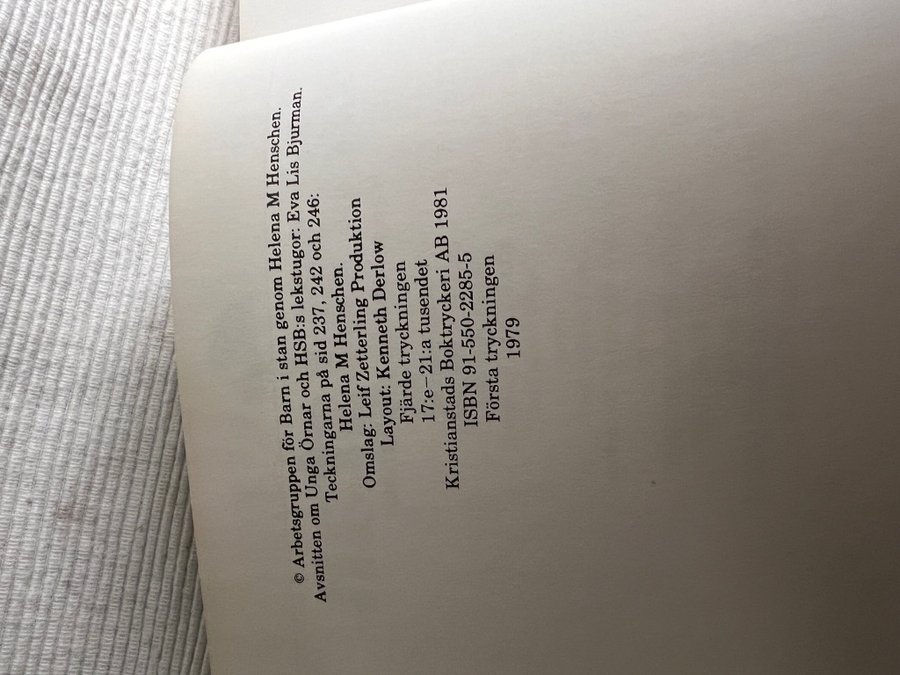 © Arbetsgruppen för Barn i stan genom Helena M Henschen.
Avsnitten om Unga Örnar och HSB:s lekstugor: Eva Lis Bjurman.
Teckningarna på sid 237, 242 och 246:
Helena M Henschen.
Omslag: Leif Zetterling Produktion
Layout: Kenneth Derlow
Fjärde tryckningen
17:e—21:a tusendet
Kristianstads Boktryckeri AB 1981
ISBN 91-550-2285-5
Första tryckningen
1979